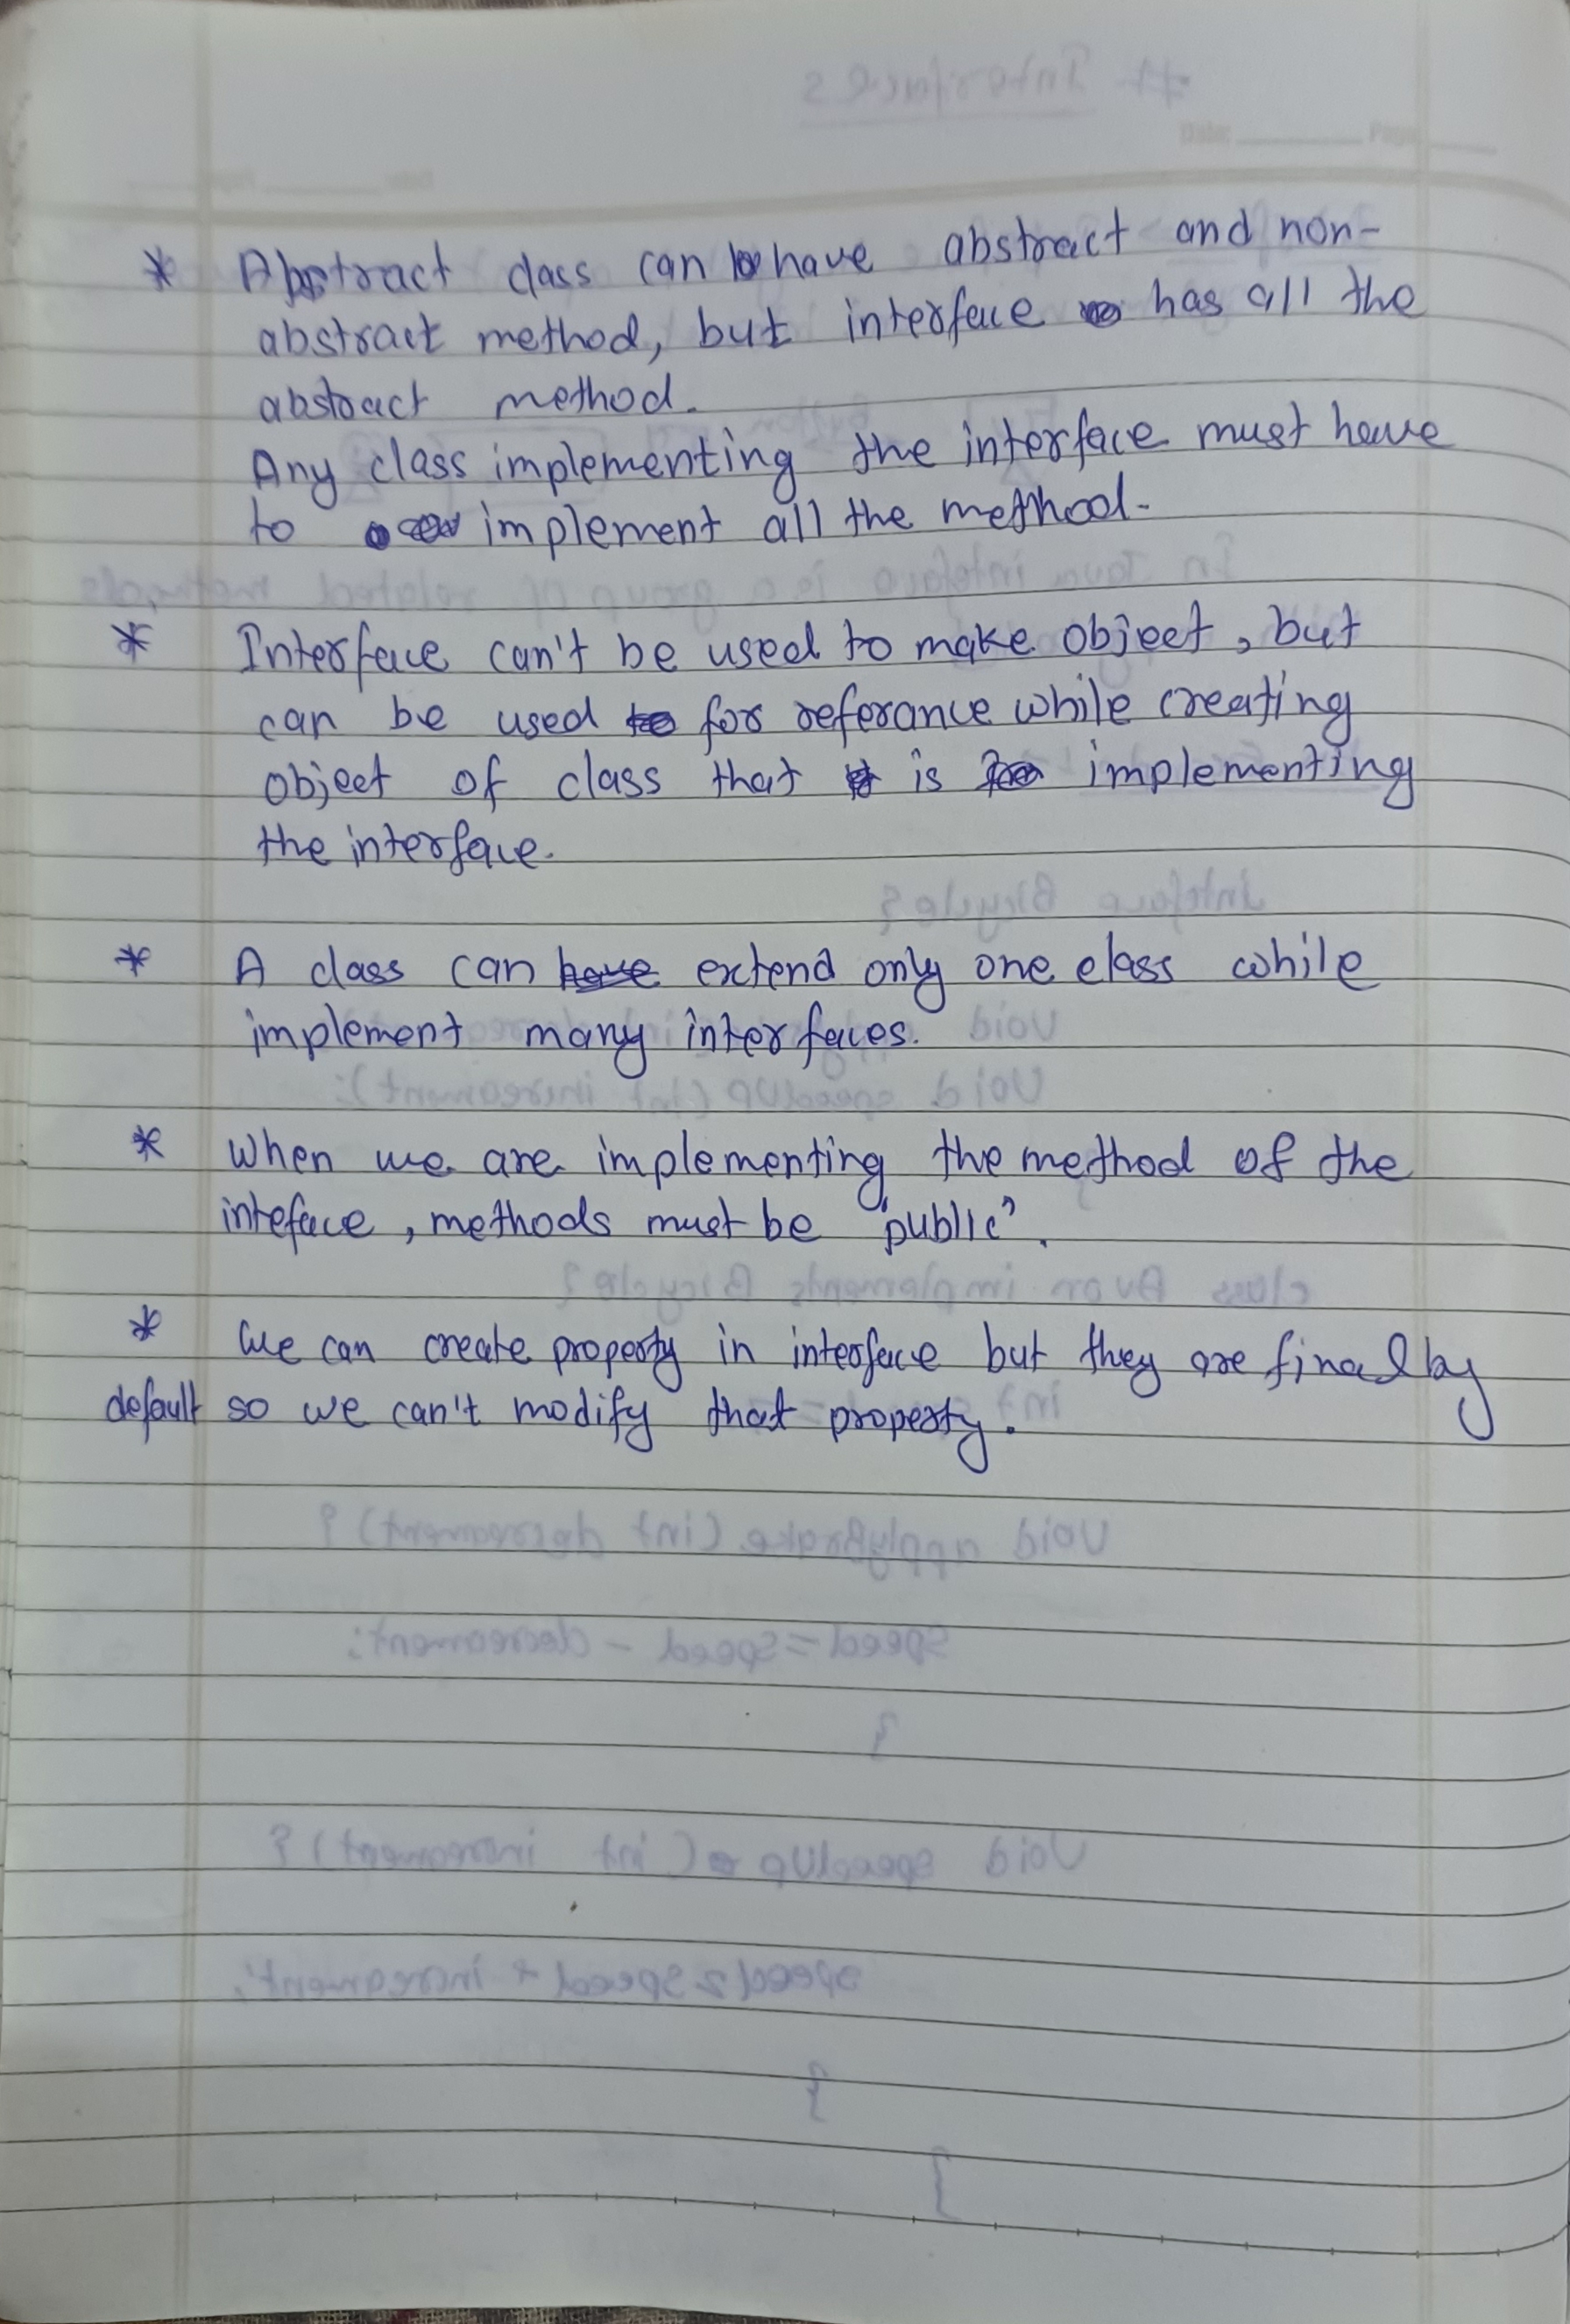 * Abstract class can have abstract and non-
abstract method, but interface has all the
abstract method.
Any class implementing the interface must have
to implement all the method.
* Interface can't be used to make object, but
can be used for referance while creating
object of class that is implementing
the interface.
* A class can extend only one class while
implement many interfaces.
* When we are implementing the method of the
inteface, methods must be "public".
* We can create property in interface but they are final by
default so we can't modify that property.